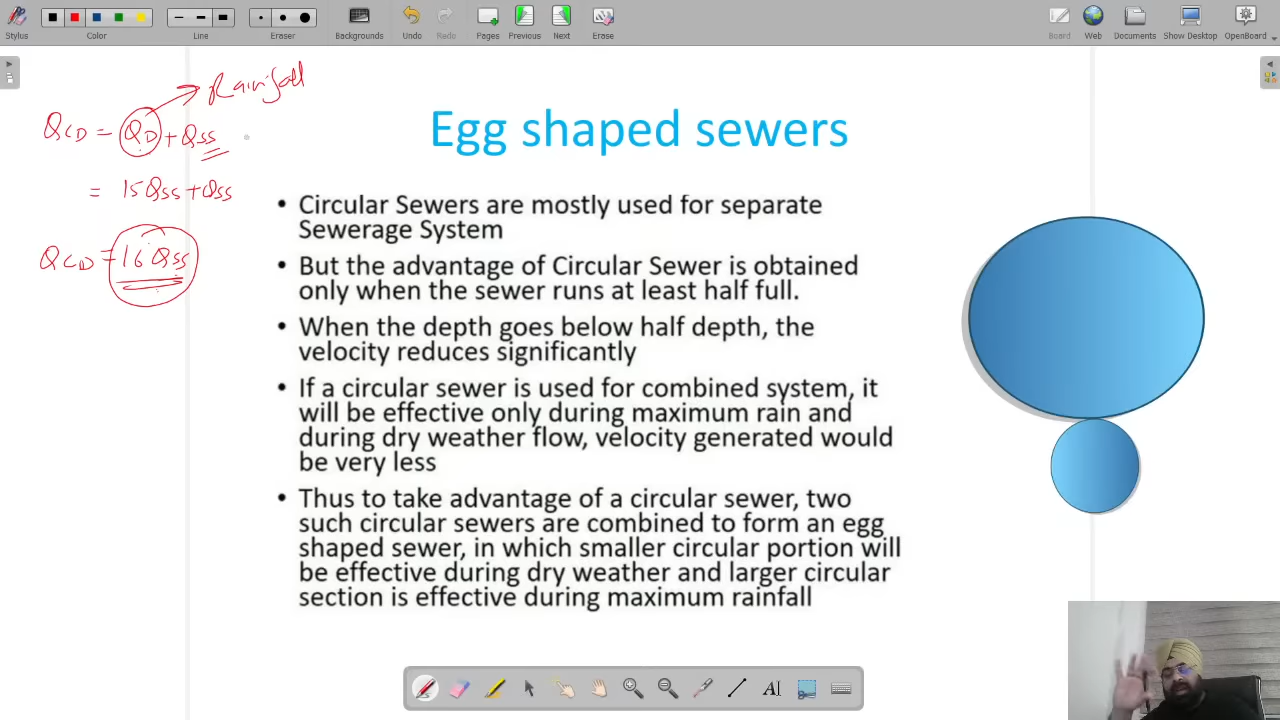 Stylus
Color
Line
Eraser
Backgrounds
Undo
Redo
Pages
Previous
Next
Erase
Board
Web
Documents
Show Desktop
OpenBoard
Rainfall
QCD = QD + QSS
= 15QSS + QSS
QCD = 16 QSS
Egg shaped sewers
• Circular Sewers are mostly used for separate
Sewerage System
• But the advantage of Circular Sewer is obtained
only when the sewer runs at least half full.
• When the depth goes below half depth, the
velocity reduces significantly
• If a circular sewer is used for combined system, it
will be effective only during maximum rain and
during dry weather flow, velocity generated would
be very less
• Thus to take advantage of a circular sewer, two
such circular sewers are combined to form an egg
shaped sewer, in which smaller circular portion will
be effective during dry weather and larger circular
section is effective during maximum rainfall